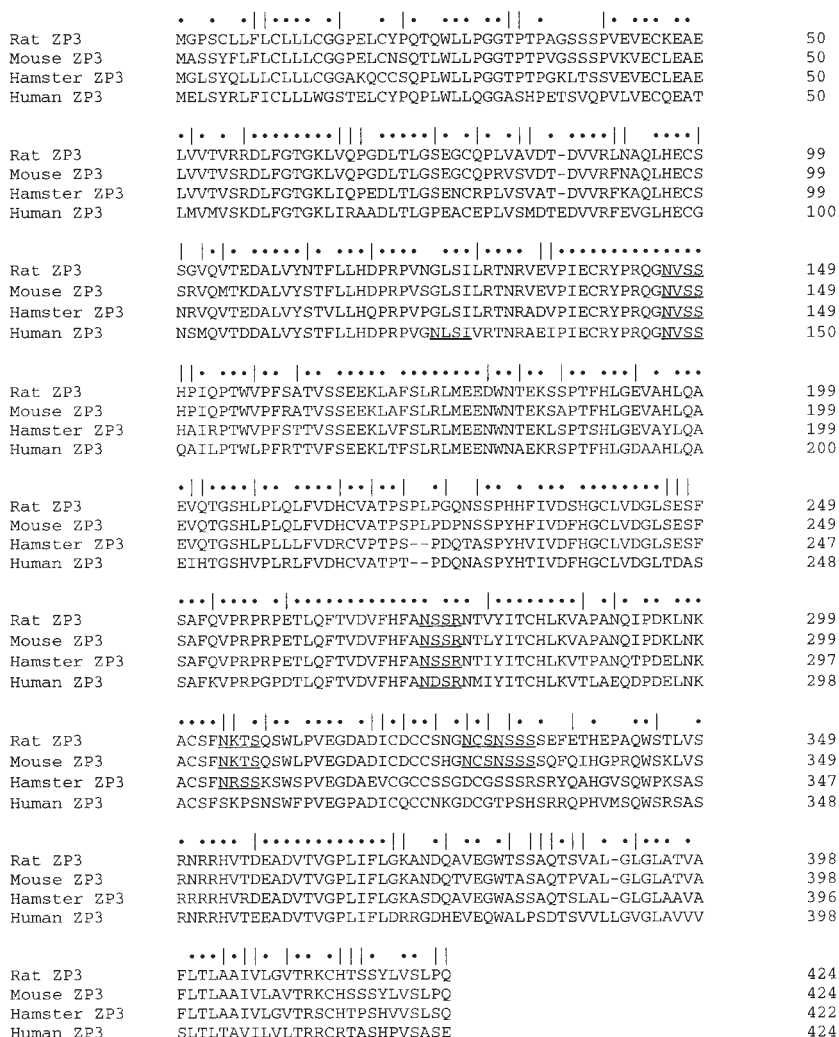 Rat ZP3 MGPSCLLFLCLLLCGGPELCYPQTQWLLPGGTPTPAGSSSPVEVECKEAE 50
Mouse ZP3 MASSYFLFLCLLLCGGPELCNSQTLWLLPGGTPTPVGSSSPVKVECLEAE 50
Hamster ZP3 MGLSYQLLLCLLLCGGAKQCCSQPLWLLPGGTPTPGKLTSSVEVECLEAE 50
Human ZP3 MELSYRLFICLLLWGSTELCYPQPLWLLQGGASHPETSVQPVLVECQEAT 50
Rat ZP3 LVVTVRRDLFGTGKLVQPGDLTLGSEGCQPLVAVDT-DVVRLNAQLHECS 99
Mouse ZP3 LVVTVSRDLFGTGKLVQPGDLTLGSEGCQPRVSVDT-DVVRFNAQLHECS 99
Hamster ZP3 LVVTVSRDLFGTGKLIQPEDLTLGSENCRPLVSVAT-DVVRFKAQLHECS 99
Human ZP3 LMVMVSKDLFGTGKLIRAADLTLGPEACEPLVSMDTEDVVRFEVGLHECG 100
Rat ZP3 SGVQVTEDALVYNTFLLHDPRPVNGLSILRTNRVEVPIECRYPRQGNVSS 149
Mouse ZP3 SRVQMTKDALVYSTFLLHDPRPVSGLSILRTNRVEVPIECRYPRQGNVSS 149
Hamster ZP3 NRVQVTEDALVYSTVLLHQPRPVPGLSILRTNRADVPIECRYPRQGNVSS 149
Human ZP3 NSMQVTDDALVYSTFLLHDPRPVGNLSIVRTNRAEIPIECRYPRQGNVSS 150
Rat ZP3 HPIQPTWVPFSATVSSEEKLAFSLRLMEEDWNTEKSSPTFHLGEVAHLQA 199
Mouse ZP3 HPIQPTWVPFRATVSSEEKLAFSLRLMEENWNTEKSAPTFHLGEVAHLQA 199
Hamster ZP3 HAIRPTWVPFSTTVSSEEKLVFSLRLMEENWNTEKLSPTSHLGEVAYLQA 199
Human ZP3 QAILPTWLPFRTTVFSEEKLTFSLRLMEENWNAEKRSPTFHLGDAAHLQA 200
Rat ZP3 EVQTGSHLPLQLFVDHCVATPSPLPGQNSSPHHFIVDSHGCLVDGLSESF 249
Mouse ZP3 EVQTGSHLPLQLFVDHCVATPSPLPDPNSSPYHFIVDFHGCLVDGLSESF 249
Hamster ZP3 EVQTGSHLPLLLFVDRCVPTPS--PDQTASPYHVIVDFHGCLVDGLSESF 247
Human ZP3 EIHTGSHVPLRLFVDHCVATPT--PDQNASPYHTIVDFHGCLVDGLTDAS 248
Rat ZP3 SAFQVPRPRPETLQFTVDVFHFANSSRNTVYITCHLKVAPANQIPDKLNK 299
Mouse ZP3 SAFQVPRPRPETLQFTVDVFHFANSSRNTLYITCHLKVAPANQIPDKLNK 299
Hamster ZP3 SAFQVPRPRPETLQFTVDVFHFANSSRNTIYITCHLKVTPANQTPDELNK 297
Human ZP3 SAFKVPRPGPDTLQFTVDVFHFANDSRNMIYITCHLKVTLAEQDPDELNK 298
Rat ZP3 ACSFNKTSQSWLPVEGDADICDCCSNGNCSNSSSSEFETHEPAQWSTLVS 349
Mouse ZP3 ACSFNKTSQSWLPVEGDADICDCCSHGNCSNSSSSQFQIHGPRQWSKLVS 349
Hamster ZP3 ACSFNRSSKSWSPVEGDAEVCGCCSSGDCGSSSRSRYQAHGVSQWPKSAS 347
Human ZP3 ACSFSKPSNSWFPVEGPADICQCCNKGDCGTPSHSRRQPHVMSQWSRSAS 348
Rat ZP3 RNRRHVTDEADVTVGPLIFLGKANDQAVEGWTSSAQTSVAL-GLGLATVA 398
Mouse ZP3 RNRRHVTDEADVTVGPLIFLGKASDQTVEGWTASAQTPVAL-GLGLATVA 398
Hamster ZP3 RRRRHVRDEADVTVGPLIFLGKASDQAVEGWASSAQTSLAL-GLGLAAVA 396
Human ZP3 RNRRHVTEEADVTVGPLIFLDRRGDHEVEQWALPSDTSVVLLGVGLAVVV 398
Rat ZP3 FLTLAAIVLGVTRKCHTSSYLVSLPQ 424
Mouse ZP3 FLTLAAIVLAVTRKCHSSSYLVSLPQ 424
Hamster ZP3 FLTLAAIVLGVTRSCHTPSHVVSLSQ 422
Human ZP3 SLTLTAVILVLTRRCRTASHPVSASE 424